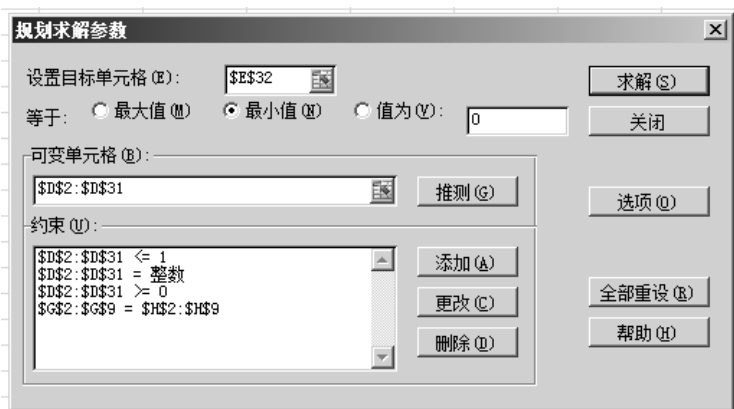 规划求解参数
设置目标单元格(E): $E$32 求解(S)
等于: 最大值(M) 最小值(N) 值为(V): 0 关闭
可变单元格(B):
$D$2:$D$31 推测(G) 选项(O)
约束(U):
$D$2:$D$31 <= 1 添加(A)
$D$2:$D$31 = 整数
$D$2:$D$31 >= 0 更改(C) 全部重设(R)
$G$2:$G$9 = $H$2:$H$9
删除(D) 帮助(H)